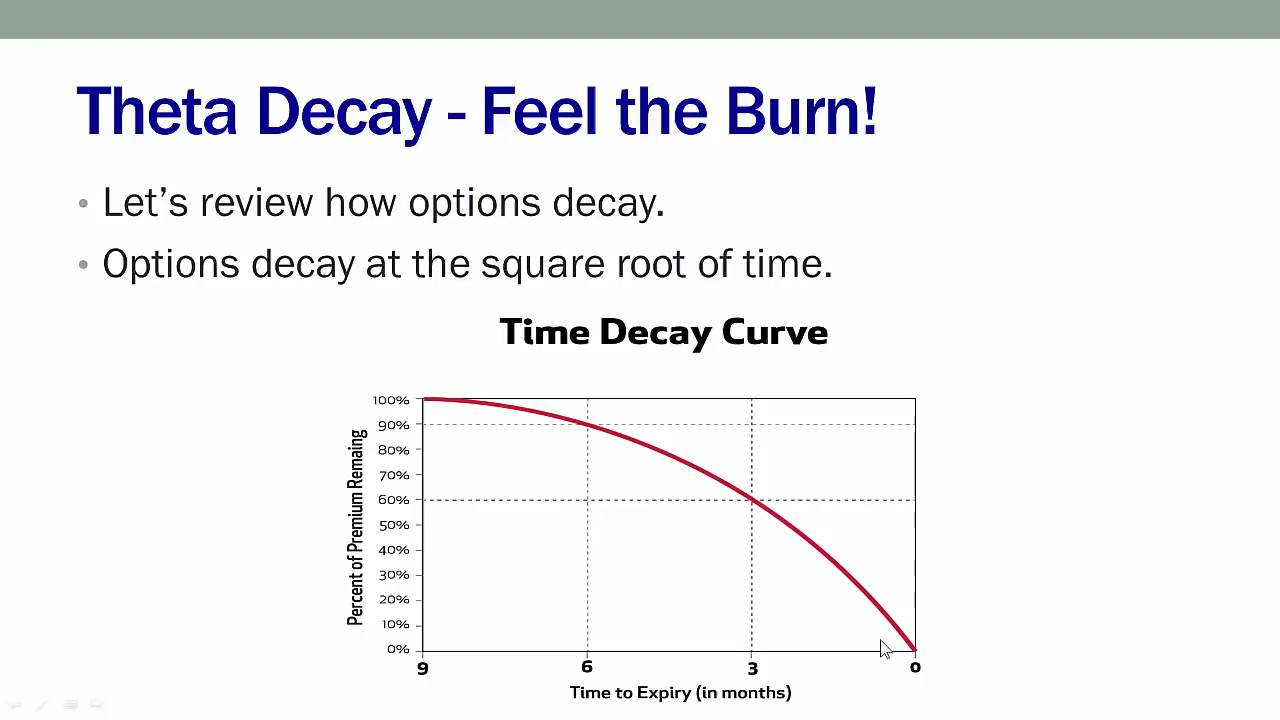 Theta Decay - Feel the Burn!
• Let's review how options decay.
• Options decay at the square root of time.
Time Decay Curve
Percent of Premium Remaing
100%
90%
80%
70%
60%
50%
40%
30%
20%
10%
0%
9 6 3 0
Time to Expiry (in months)